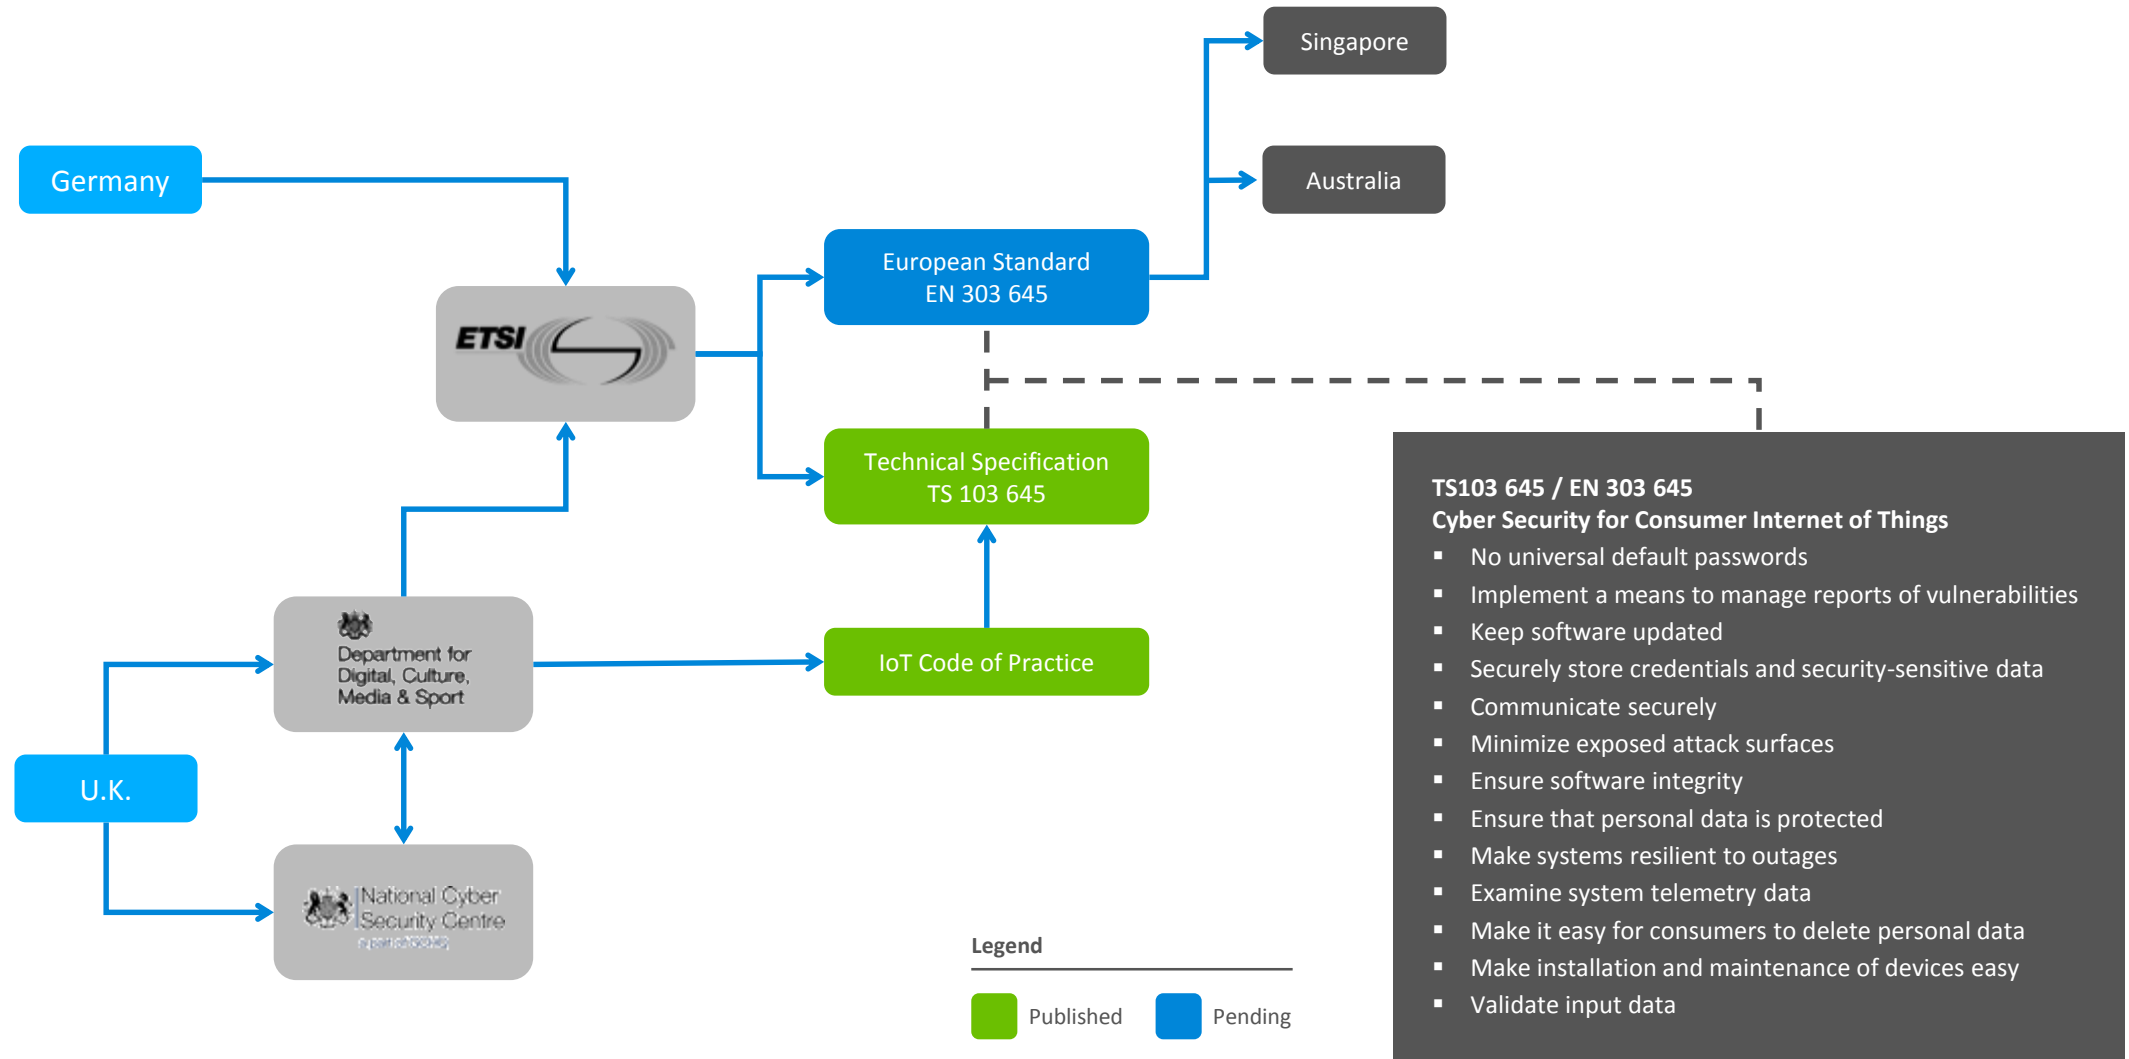 Singapore
Germany
Australia
European Standard
EN 303 645
ETSI
Technical Specification
TS 103 645
Department for
Digital, Culture,
Media & Sport
IoT Code of Practice
U.K.
National Cyber
Security Centre
TS103 645 / EN 303 645
Cyber Security for Consumer Internet of Things
▪ No universal default passwords
▪ Implement a means to manage reports of vulnerabilities
▪ Keep software updated
▪ Securely store credentials and security-sensitive data
▪ Communicate securely
▪ Minimize exposed attack surfaces
▪ Ensure software integrity
▪ Ensure that personal data is protected
▪ Make systems resilient to outages
▪ Examine system telemetry data
▪ Make it easy for consumers to delete personal data
▪ Make installation and maintenance of devices easy
▪ Validate input data
Legend
Published
Pending